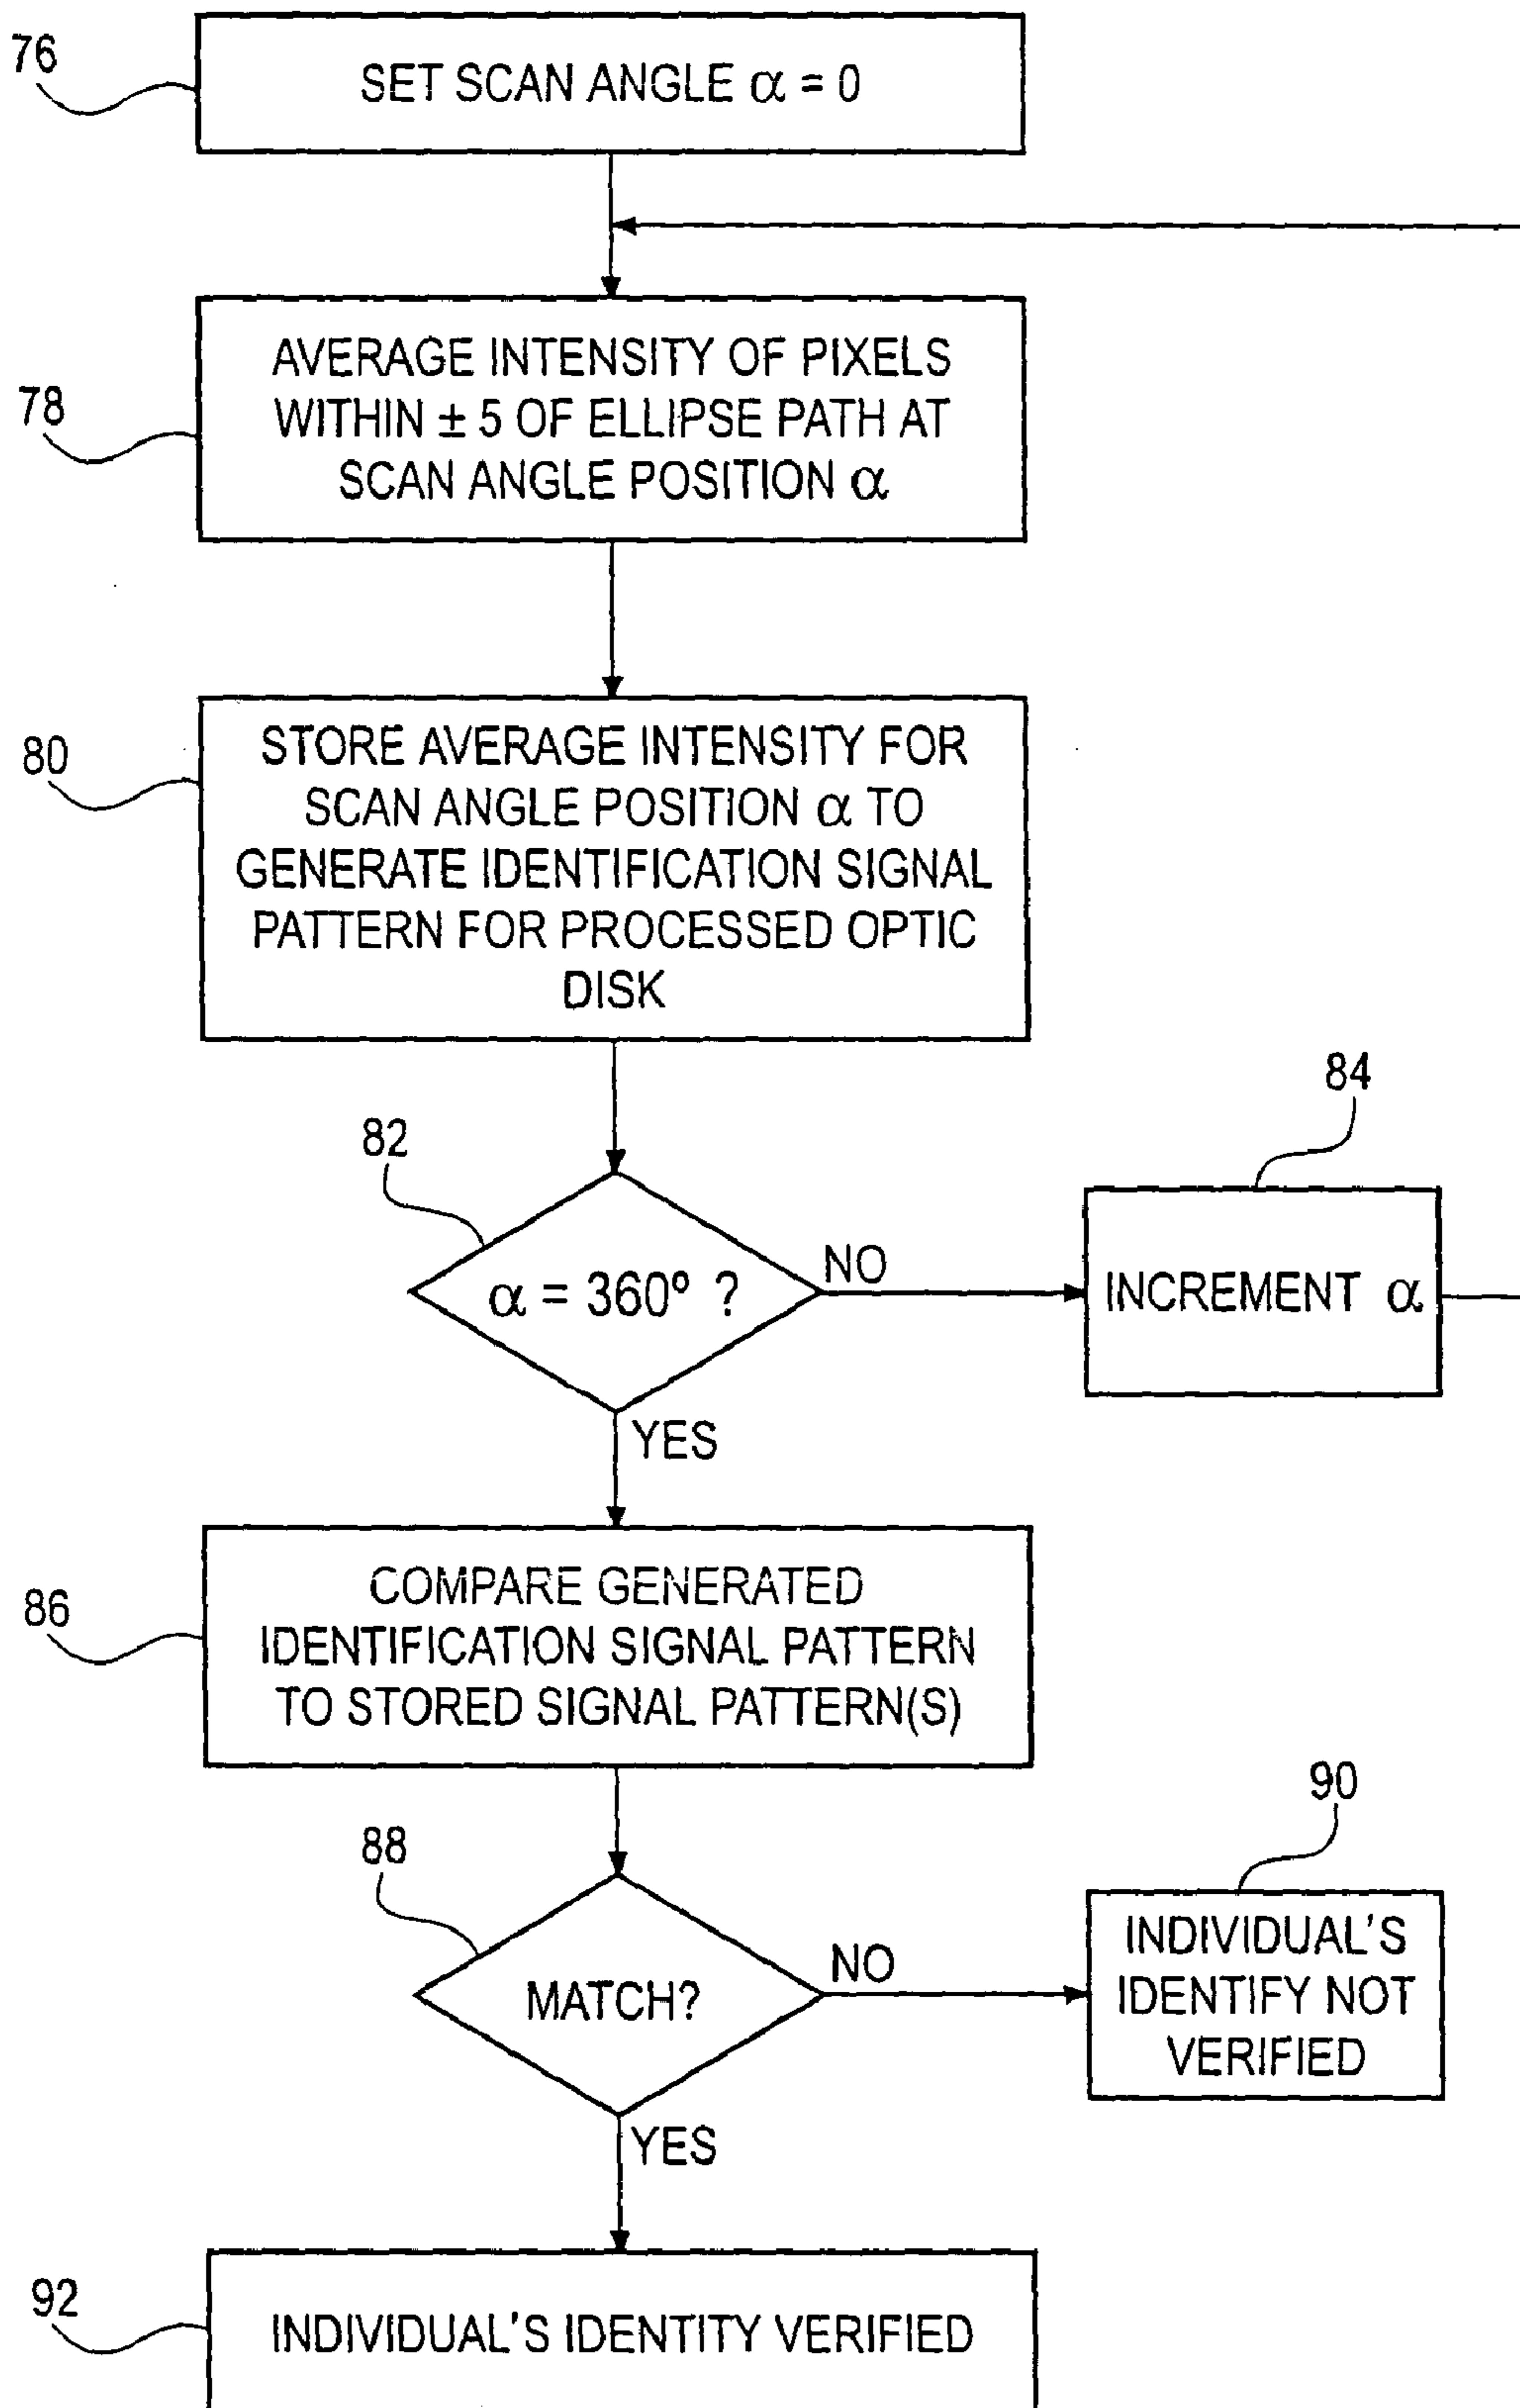 76
SET SCAN ANGLE α = 0
78
AVERAGE INTENSITY OF PIXELS
WITHIN ± 5 OF ELLIPSE PATH AT
SCAN ANGLE POSITION α
80
STORE AVERAGE INTENSITY FOR
SCAN ANGLE POSITION α TO
GENERATE IDENTIFICATION SIGNAL
PATTERN FOR PROCESSED OPTIC
DISK
82
α = 360º ?
NO
84
INCREMENT α
YES
86
COMPARE GENERATED
IDENTIFICATION SIGNAL PATTERN
TO STORED SIGNAL PATTERN(S)
88
MATCH?
NO
90
INDIVIDUAL'S
IDENTIFY NOT
VERIFIED
YES
92
INDIVIDUAL'S IDENTITY VERIFIED